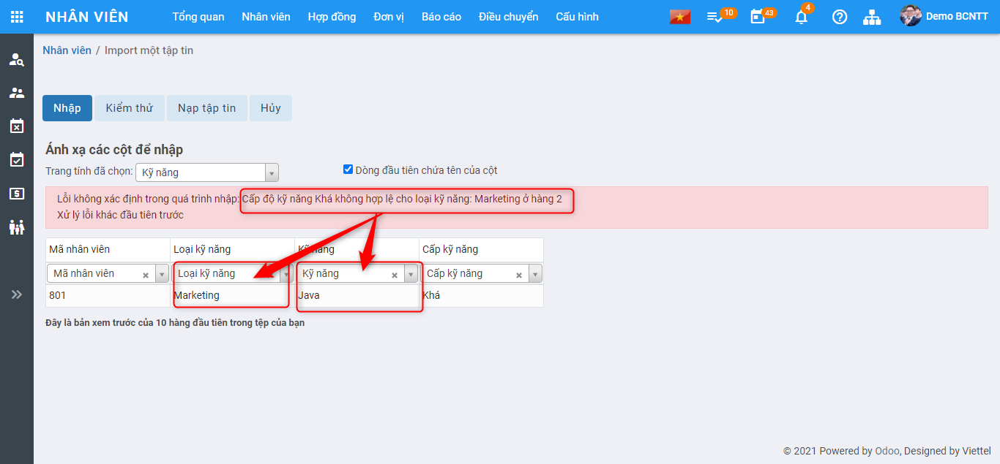 NHÂN VIÊN Tổng quan Nhân viên Hợp đồng Đơn vị Báo cáo Điều chuyển Cấu hình 10 43 4 Demo BCNTT
Nhân viên / Import một tập tin
Nhập Kiểm thử Nạp tập tin Hủy
Ánh xạ các cột để nhập
Trang tính đã chọn: Kỹ năng Dòng đầu tiên chứa tên của cột
Lỗi không xác định trong quá trình nhập: Cấp độ kỹ năng Khá không hợp lệ cho loại kỹ năng: Marketing ở hàng 2
Xử lý lỗi khác đầu tiên trước
Mã nhân viên Loại kỹ năng Kỹ năng Cấp kỹ năng
Mã nhân viên Loại kỹ năng Kỹ năng Cấp kỹ năng
801 Marketing Java Khá
Đây là bản xem trước của 10 hàng đầu tiên trong tệp của bạn
© 2021 Powered by Odoo, Designed by Viettel